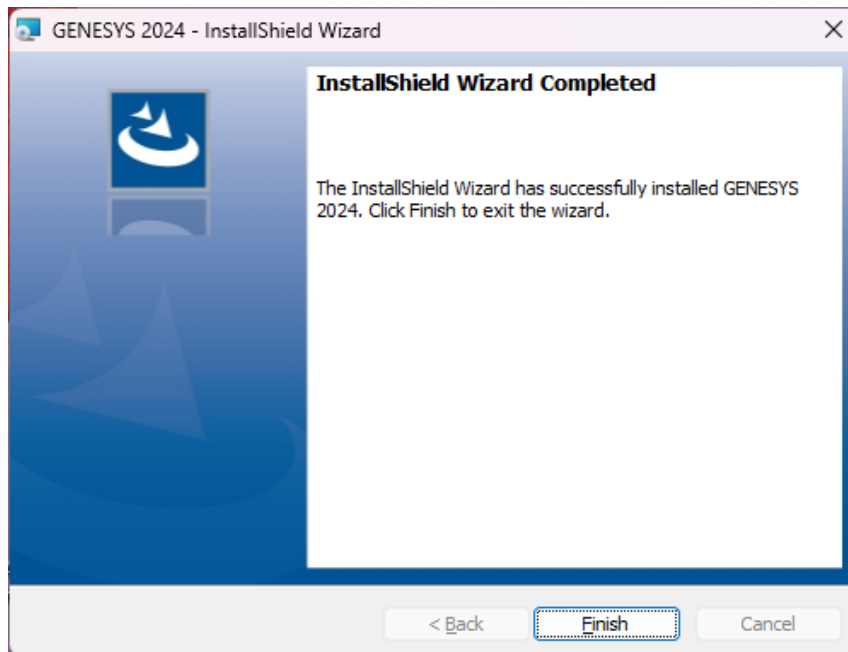 GENESYS 2024 - InstallShield Wizard
InstallShield Wizard Completed
The InstallShield Wizard has successfully installed GENESYS
2024. Click Finish to exit the wizard.
< Back
Finish
Cancel